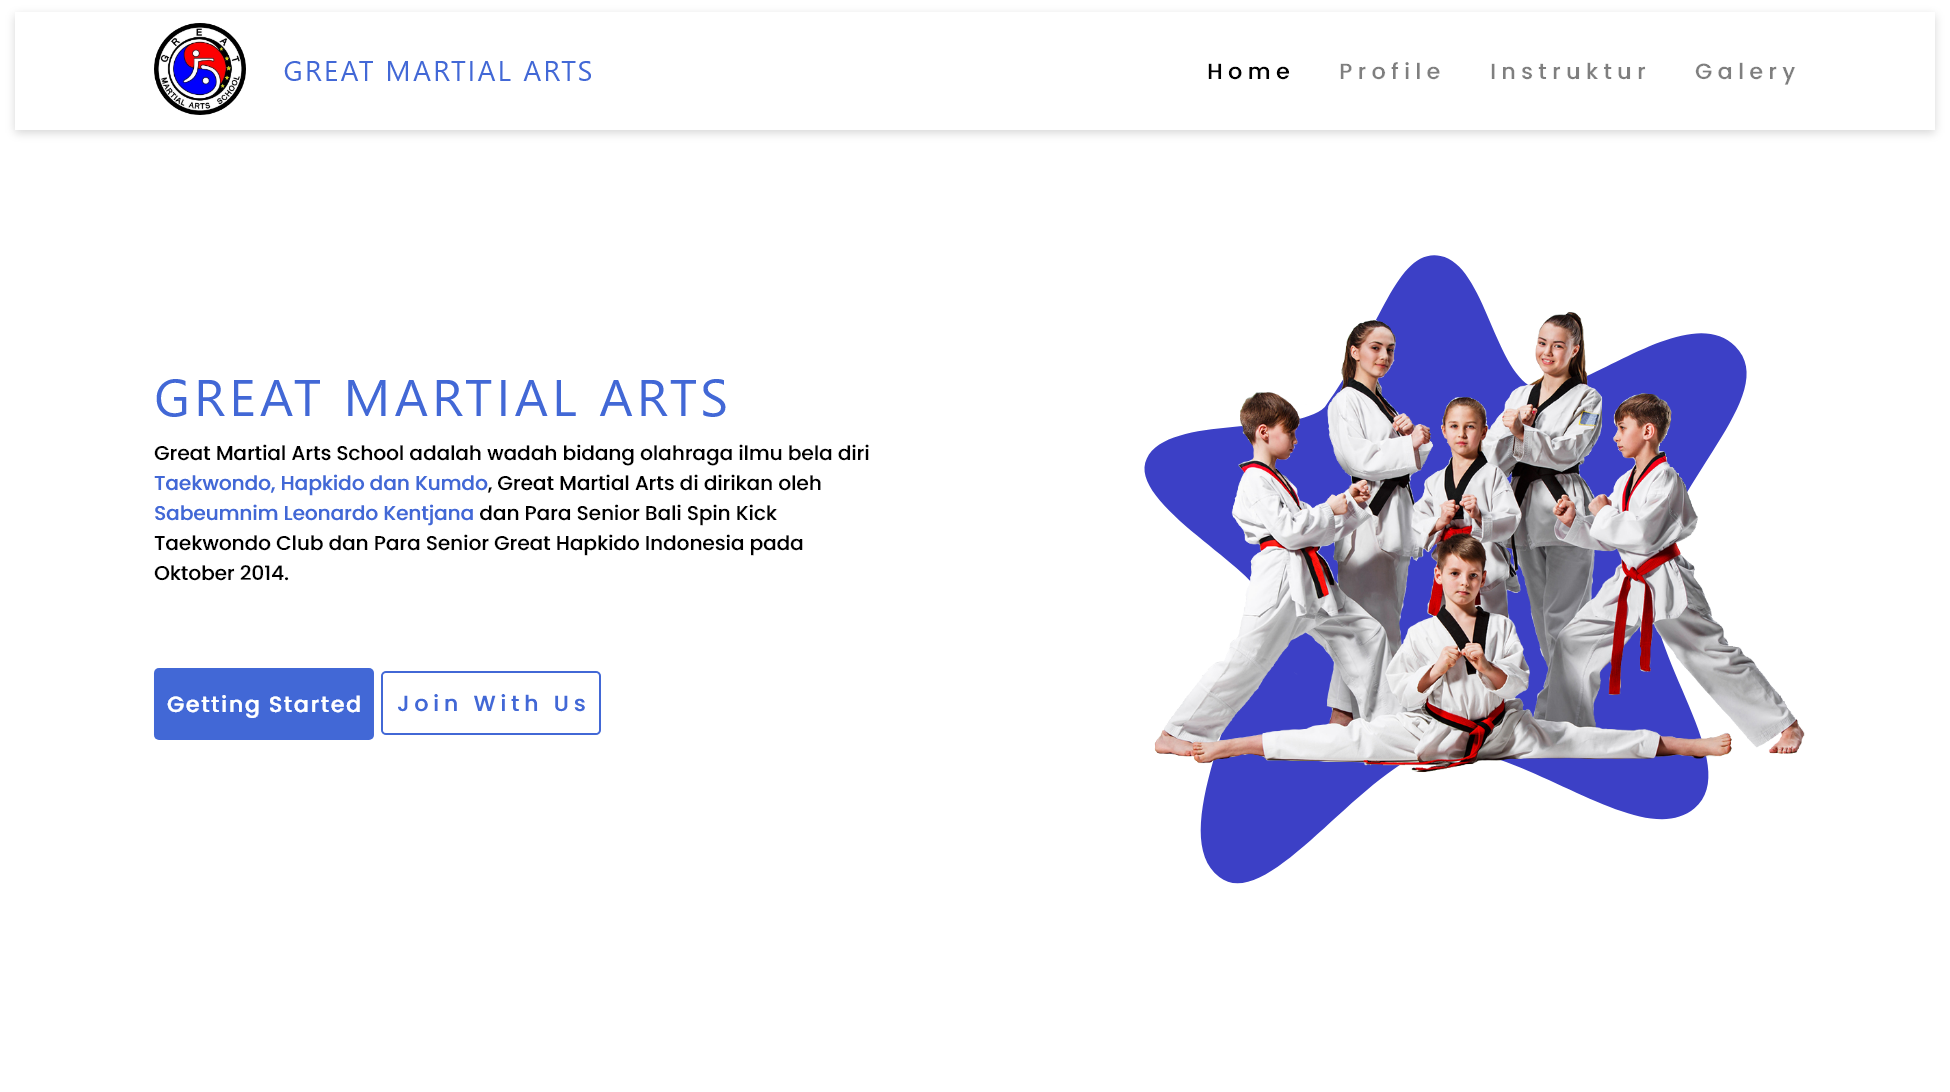 GREAT
MARTIAL ARTS SCHOOL
GREAT MARTIAL ARTS
Home
Profile
Instruktur
Galery
GREAT MARTIAL ARTS
Great Martial Arts School adalah wadah bidang olahraga ilmu bela diri
Taekwondo, Hapkido dan Kumdo, Great Martial Arts di dirikan oleh
Sabeumnim Leonardo Kentjana dan Para Senior Bali Spin Kick
Taekwondo Club dan Para Senior Great Hapkido Indonesia pada
Oktober 2014.
Getting Started
Join With Us